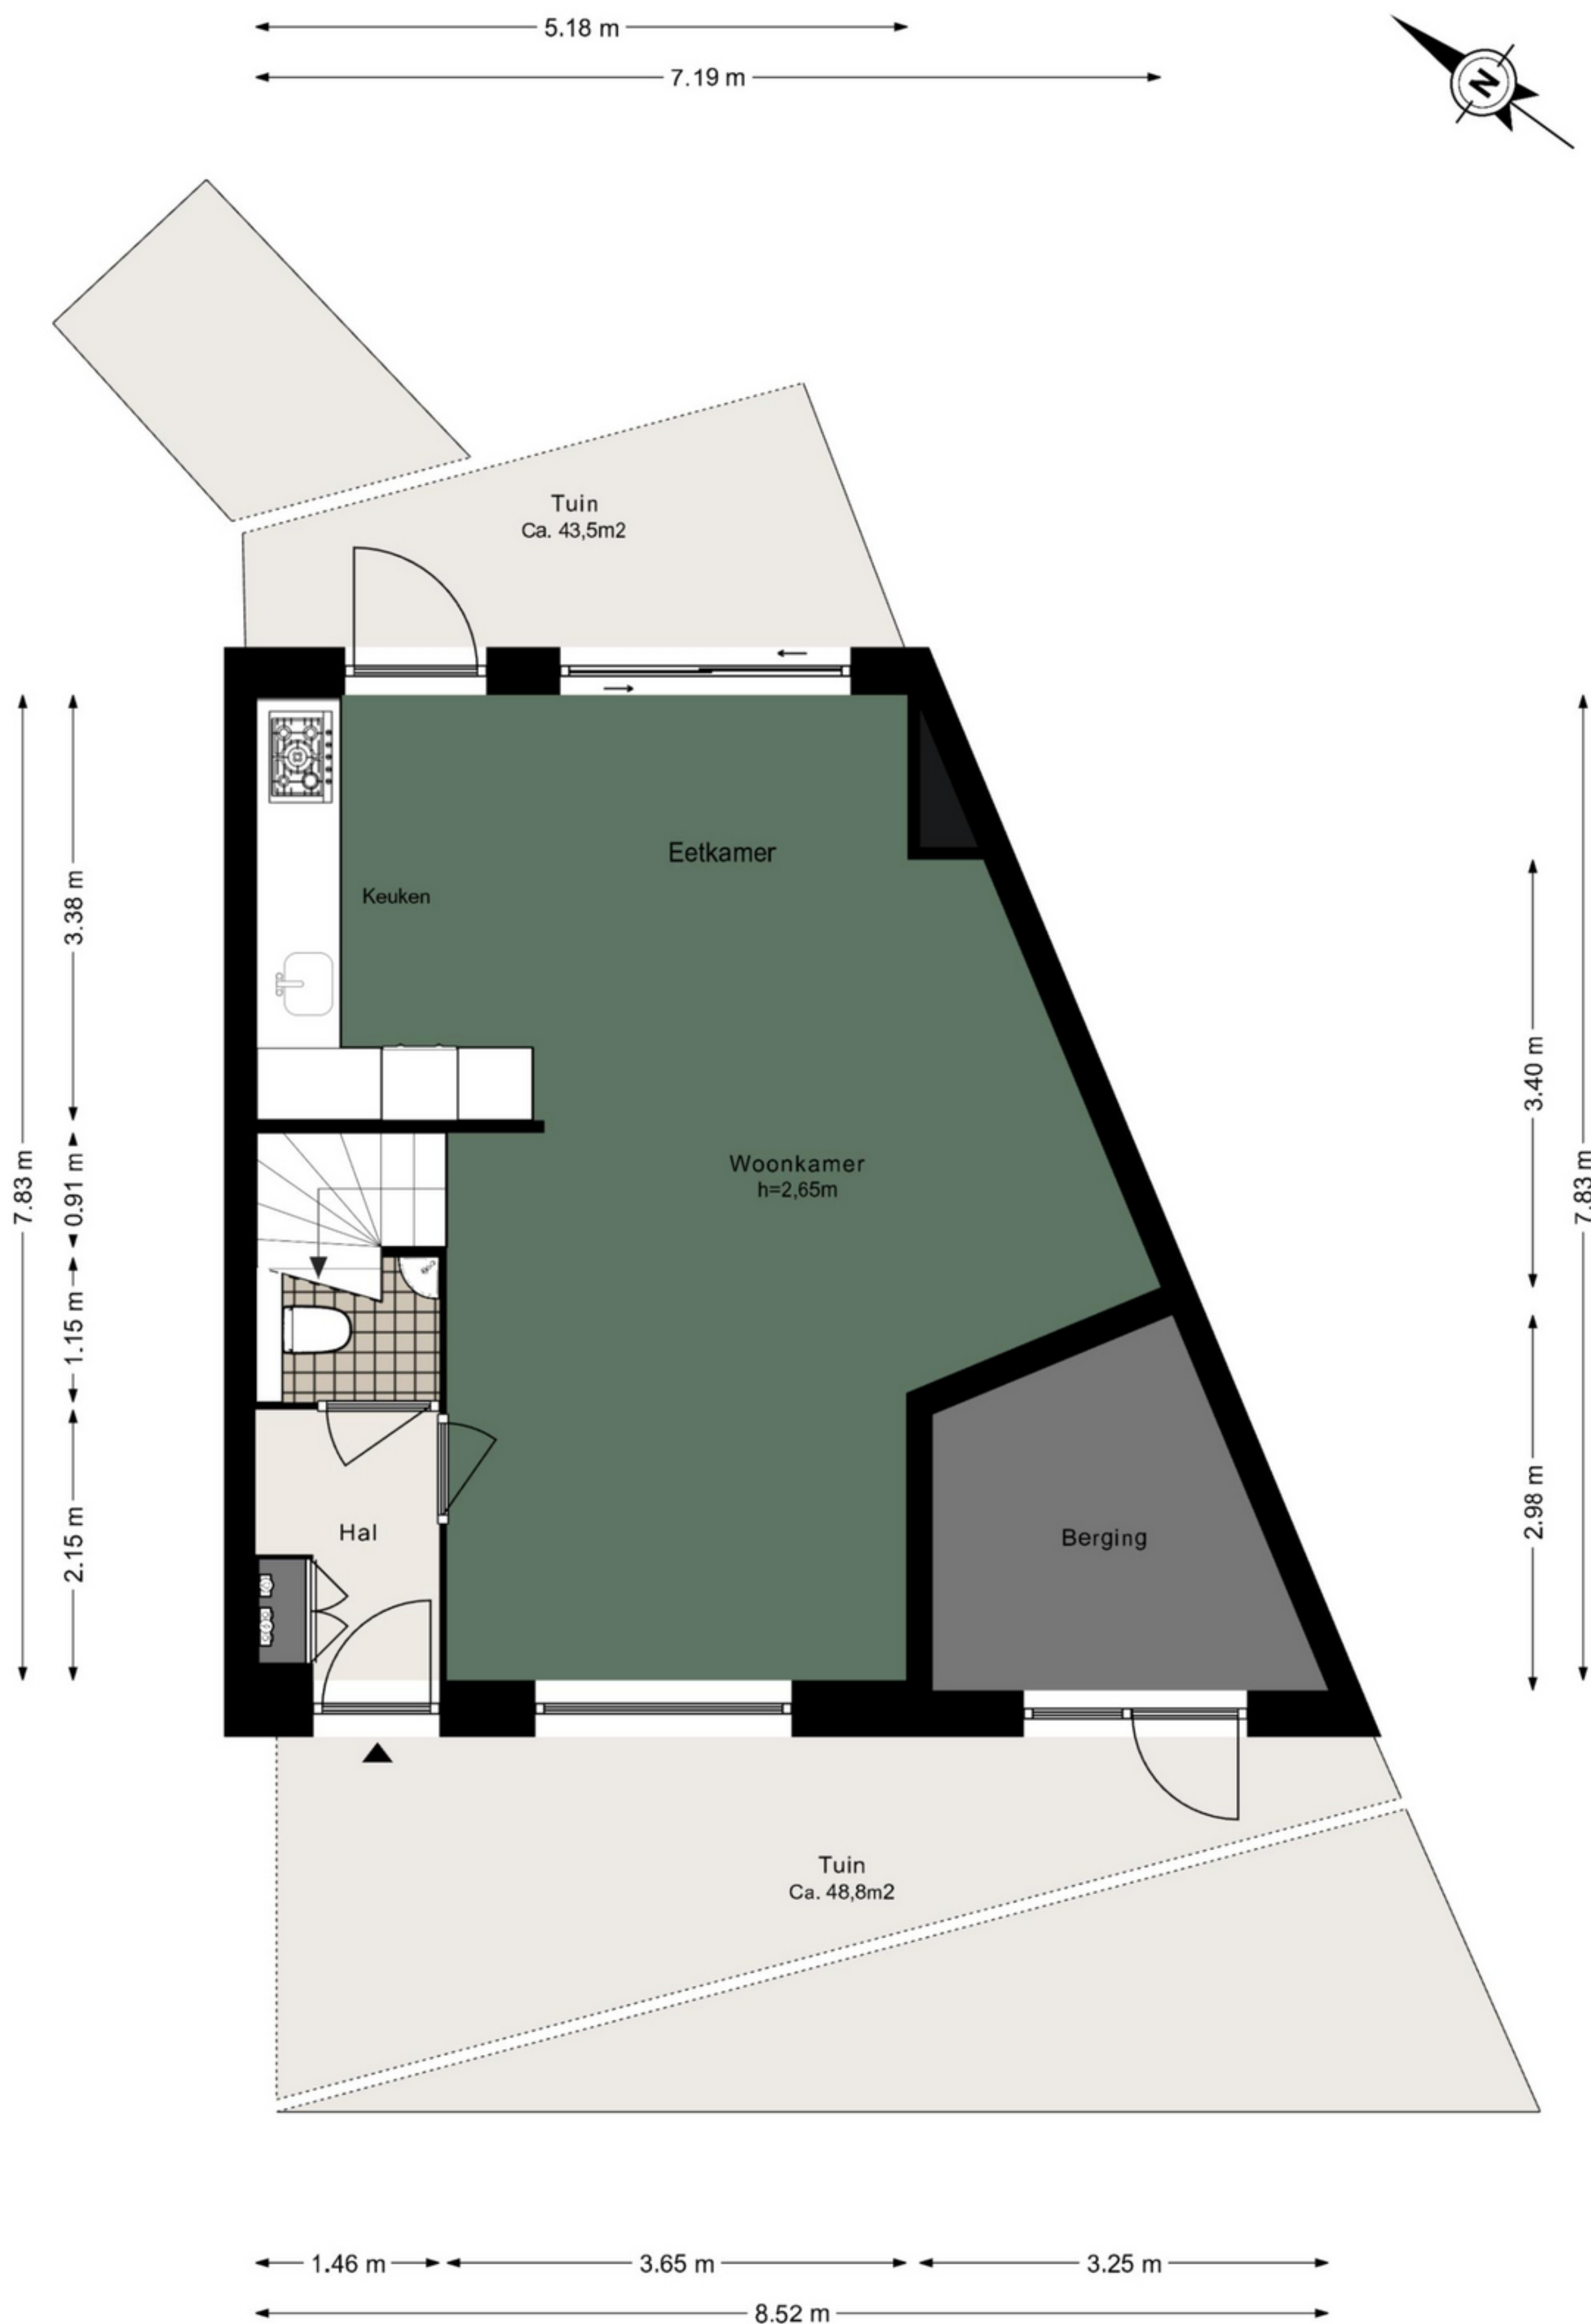 5.18 m
7.19 m
N
Tuin
Ca. 43,5m2
Eetkamer
Keuken
3.38 m
7.83 m
0.91 m
1.15 m
2.15 m
Woonkamer
h=2,65m
3.40 m
7.83 m
2.98 m
Hal
Berging
Tuin
Ca. 48,8m2
1.46 m
3.65 m
3.25 m
8.52 m